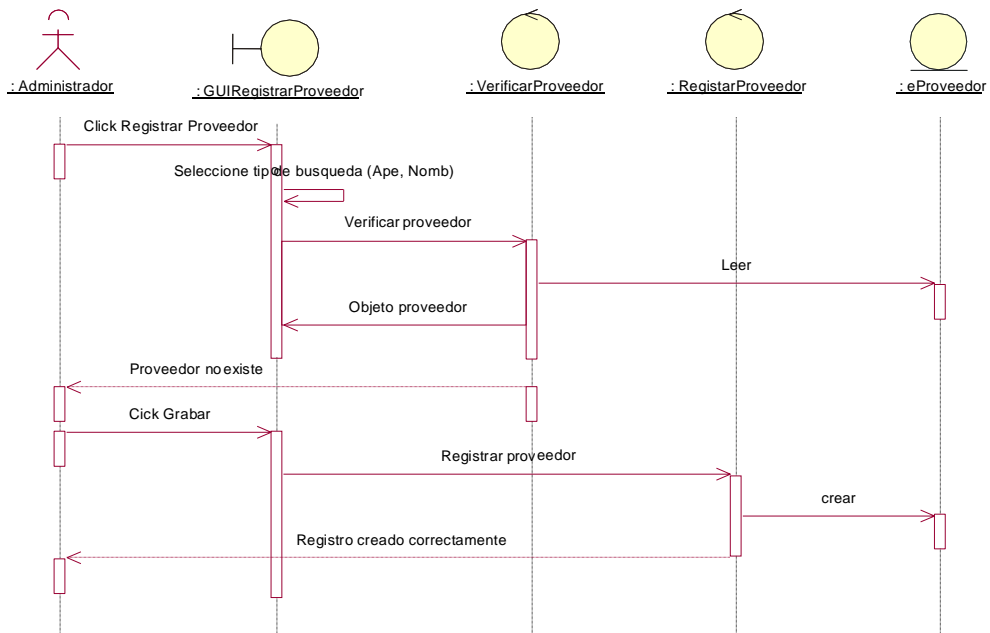 : Administrador
: GUIRegistrarProveedor
: VerificarProveedor
: RegistarProveedor
: eProveedor
Click Registrar Proveedor
Seleccione tipo de busqueda (Ape, Nomb)
Verificar proveedor
Leer
Objeto proveedor
Proveedor no existe
Cick Grabar
Registrar proveedor
crear
Registro creado correctamente